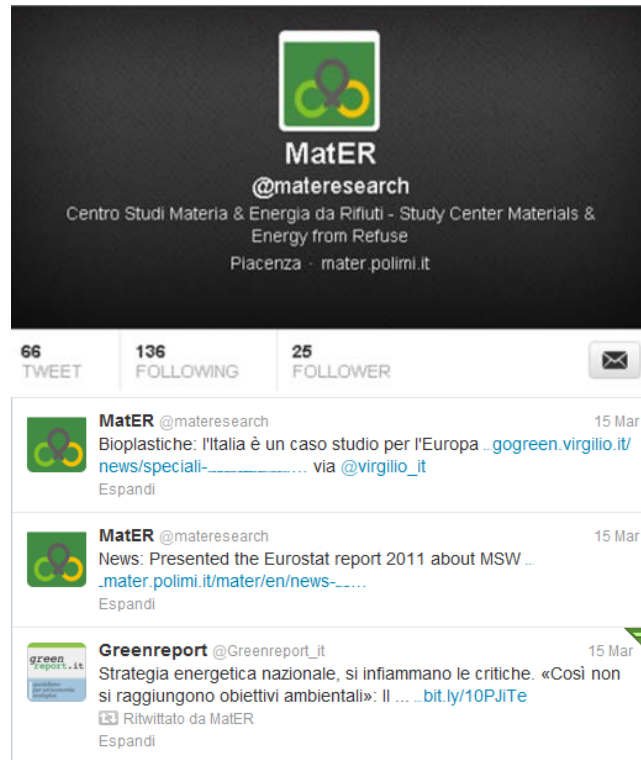 MatER
@materesearch
Centro Studi Materia & Energia da Rifiuti - Study Center Materials &
Energy from Refuse
Piacenza · mater.polimi.it
66
TWEET
136
FOLLOWING
25
FOLLOWER
MatER @materesearch 15 Mar
Bioplastiche: l'Italia è un caso studio per l'Europa ..gogreen.virgilio.it/
news/speciali-... via @virgilio_it
Espandi
MatER @materesearch 15 Mar
News: Presented the Eurostat report 2011 about MSW ..
mater.polimi.it/mater/en/news-...
Espandi
green
report.it
Greenreport @Greenreport_it 15 Mar
Strategia energetica nazionale, si infiammano le critiche. «Così non
si raggiungono obiettivi ambientali»: Il ... ..bit.ly/10PJiTe
Ritwittato da MatER
Espandi